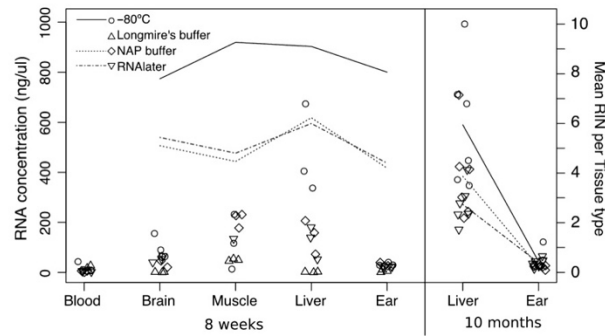 RNA concentration (ng/ul)
1000
800
600
400
200
0
−80°C
Longmire's buffer
NAP buffer
RNAlater
10
8
6
4
2
0
Mean RIN per Tissue type
Blood Brain Muscle Liver Ear Liver Ear
8 weeks 10 months